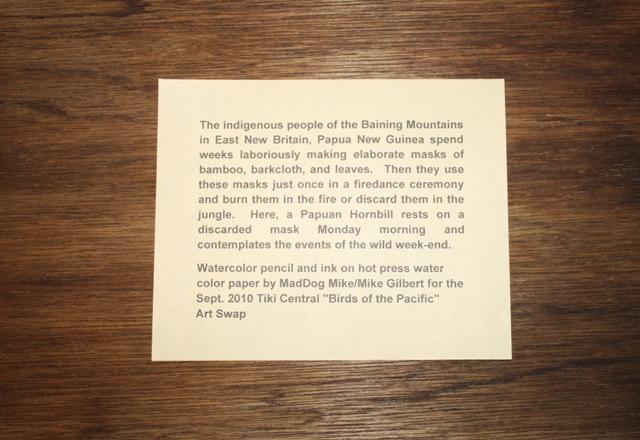 The indigenous people of the Baining Mountains
in East New Britain, Papua New Guinea spend
weeks laboriously making elaborate masks of
bamboo, barkcloth, and leaves. Then they use
these masks just once in a firedance ceremony
and burn them in the fire or discard them in the
jungle. Here, a Papuan Hornbill rests on a
discarded mask Monday morning and
contemplates the events of the wild week-end.
Watercolor pencil and ink on hot press water
color paper by MadDog Mike/Mike Gilbert for the
Sept. 2010 Tiki Central "Birds of the Pacific"
Art Swap